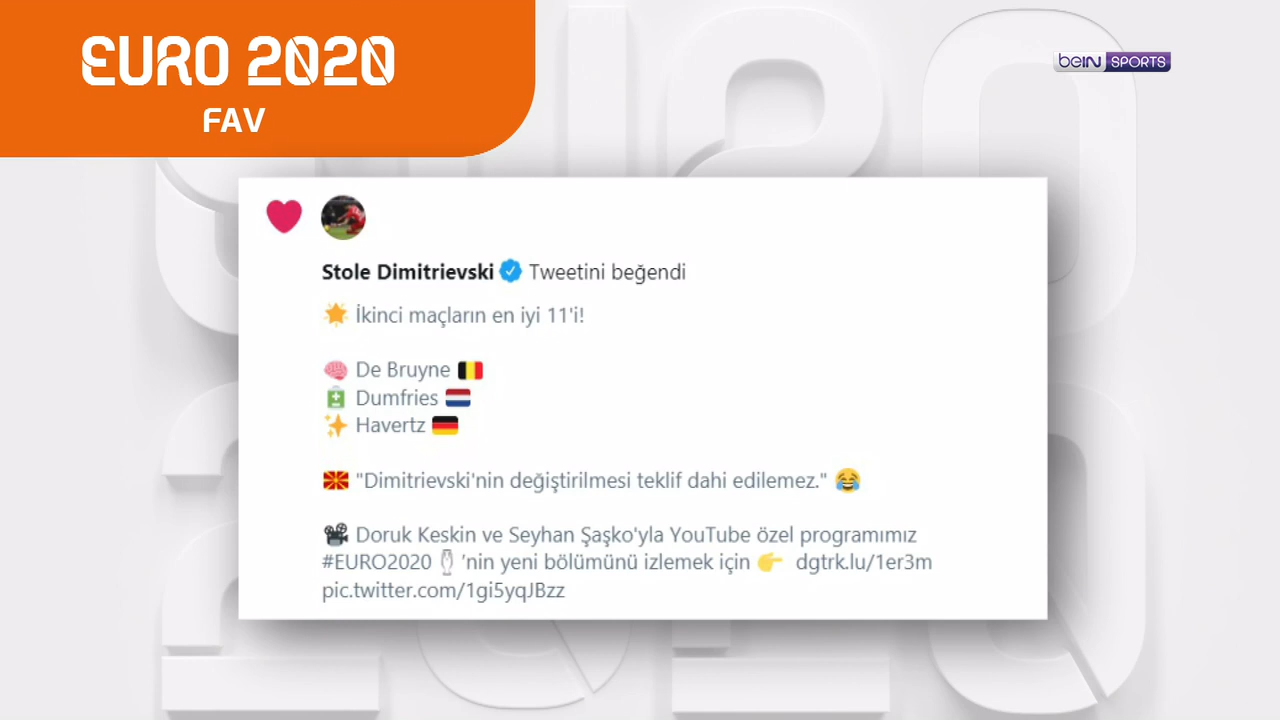 EURO 2020
FAV
beIN SPORTS
Stole Dimitrievski Tweetini beğendi
İkinci maçların en iyi 11'i!
De Bruyne
Dumfries
Havertz
"Dimitrievski'nin değiştirilmesi teklif dahi edilemez."
Doruk Keskin ve Seyhan Şaşko'yla YouTube özel programımız
#EURO2020 ’nin yeni bölümünü izlemek için dgtrk.lu/1er3m
pic.twitter.com/1gi5yqJBzz